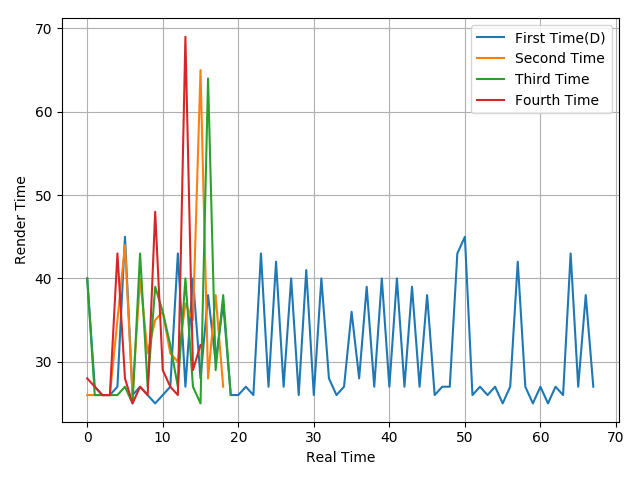 70
60
50
40
30
Render Time
0 10 20 30 40 50 60 70
Real Time
First Time(D)
Second Time
Third Time
Fourth Time